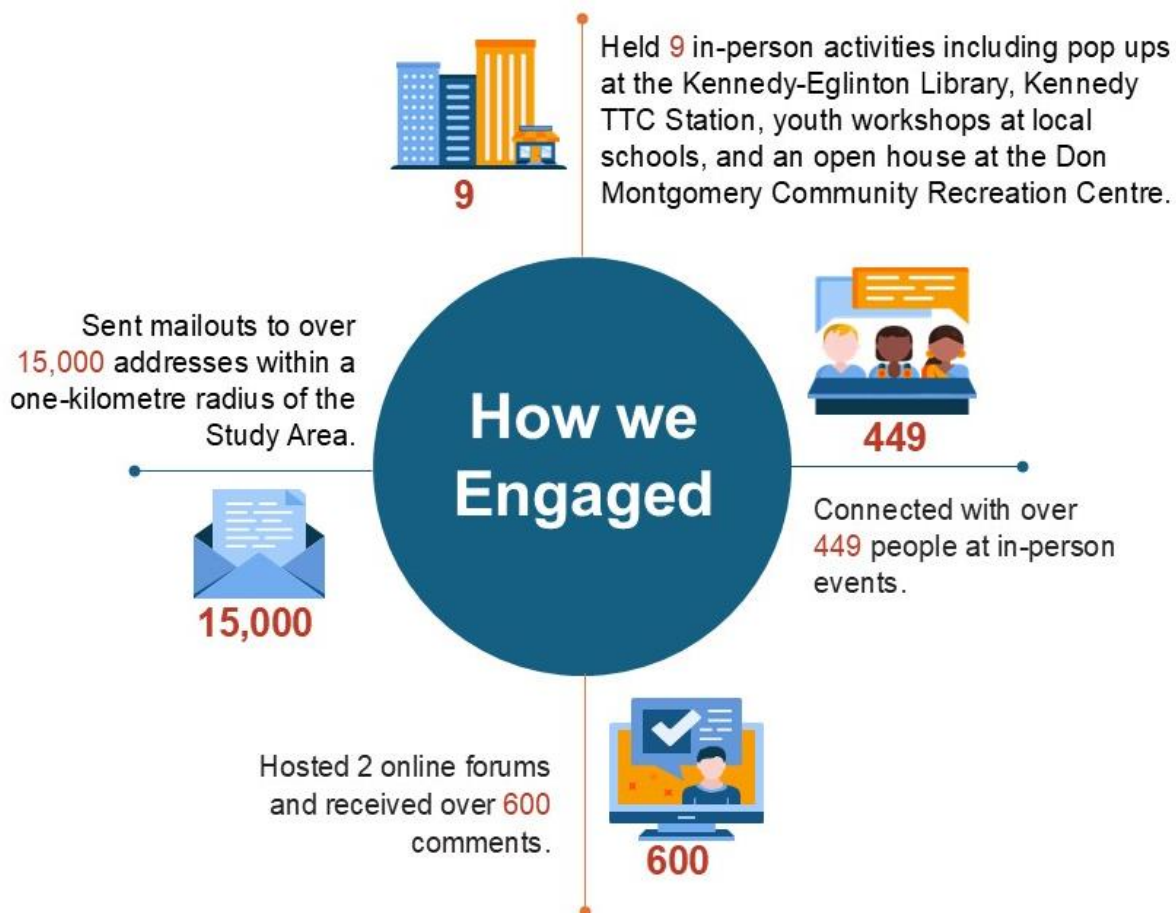 Held 9 in-person activities including pop ups
at the Kennedy-Eglinton Library, Kennedy
TTC Station, youth workshops at local
schools, and an open house at the Don
Montgomery Community Recreation Centre.
9
Sent mailouts to over
15,000 addresses within a
one-kilometre radius of the
Study Area.
15,000
How we
Engaged
449
Connected with over
449 people at in-person
events.
Hosted 2 online forums
and received over 600
comments.
600